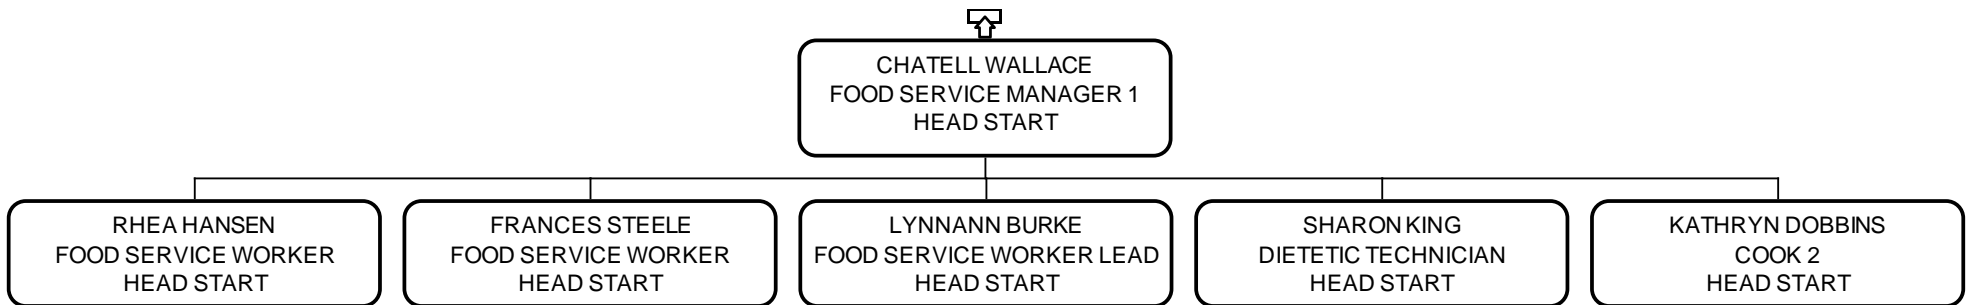 CHATELL WALLACE
FOOD SERVICE MANAGER 1
HEAD START
RHEA HANSEN
FOOD SERVICE WORKER
HEAD START
FRANCES STEELE
FOOD SERVICE WORKER
HEAD START
LYNNANN BURKE
FOOD SERVICE WORKER LEAD
HEAD START
SHARON KING
DIETETIC TECHNICIAN
HEAD START
KATHRYN DOBBINS
COOK 2
HEAD START